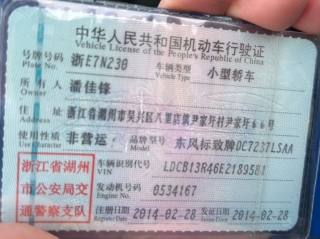 中华人民共和国机动车行驶证
Vehicle License of the People's Republic of China
号牌号码 Plate No. 浙E7N230 车辆类型 Vehicle Type 小型轿车
所有人 潘佳锋
住址 浙江省湖州市吴兴区八里店镇尹家圩村尹家圩66号
使用性质 非营运 品牌型号 东风标致牌DC7237LSAA
浙江省湖州市公安局交通警察支队
车辆识别代号 VIN LDCB13R46E2189581
发动机号码 Engine No. 0534167
注册日期 2014-02-28 发证日期 2014-02-28